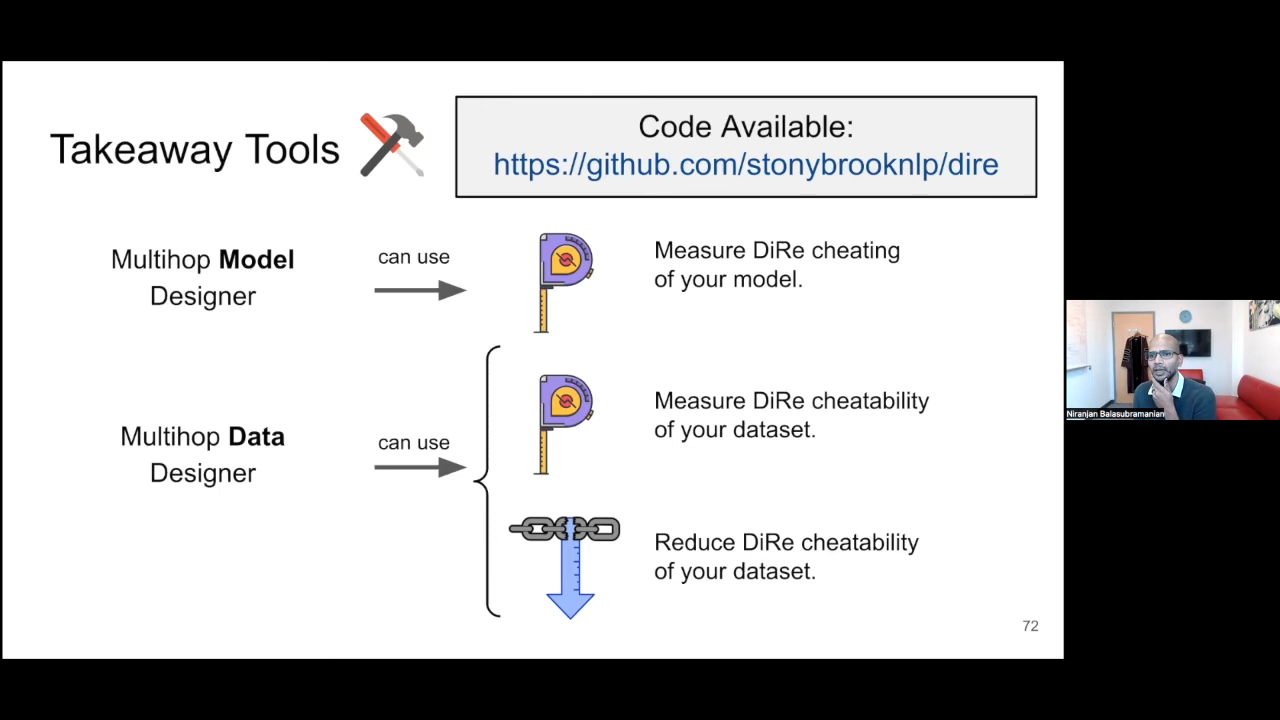 Takeaway Tools
Code Available:
https://github.com/stonybrooknlp/dire
Multihop Model
Designer
can use
Measure DiRe cheating
of your model.
Multihop Data
Designer
can use
Measure DiRe cheatability
of your dataset.
Reduce DiRe cheatability
of your dataset.
72
Niranjan Balasubramanian